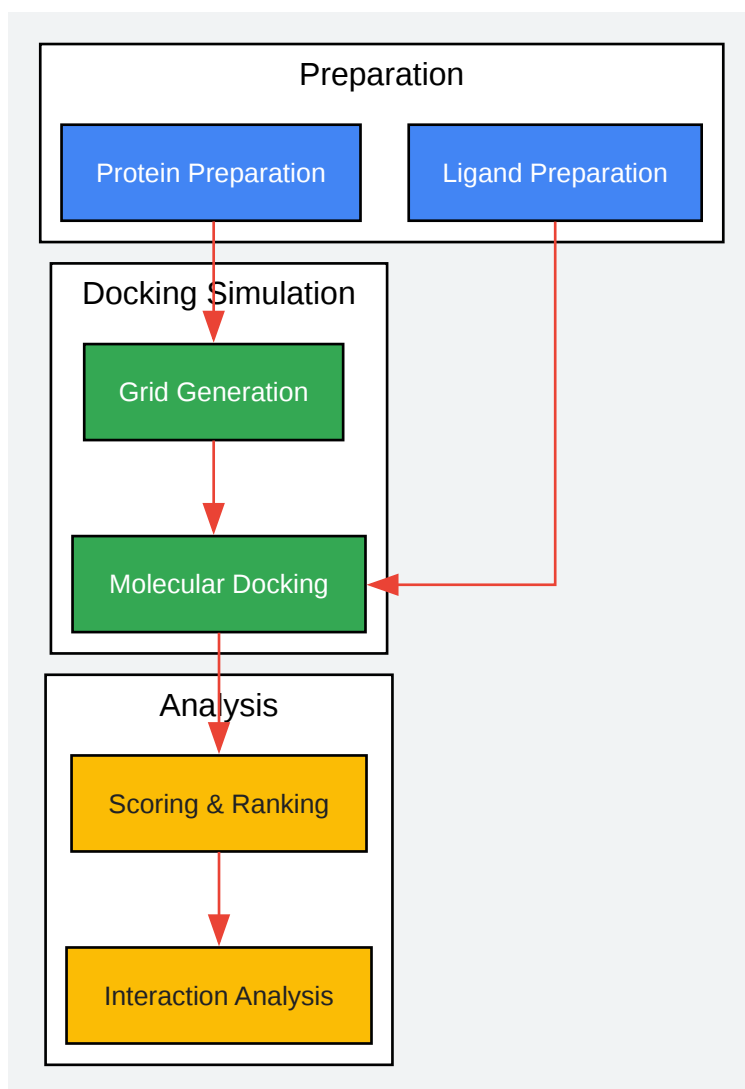 Preparation
Protein Preparation
Ligand Preparation
Docking Simulation
Grid Generation
Molecular Docking
Analysis
Scoring & Ranking
Interaction Analysis